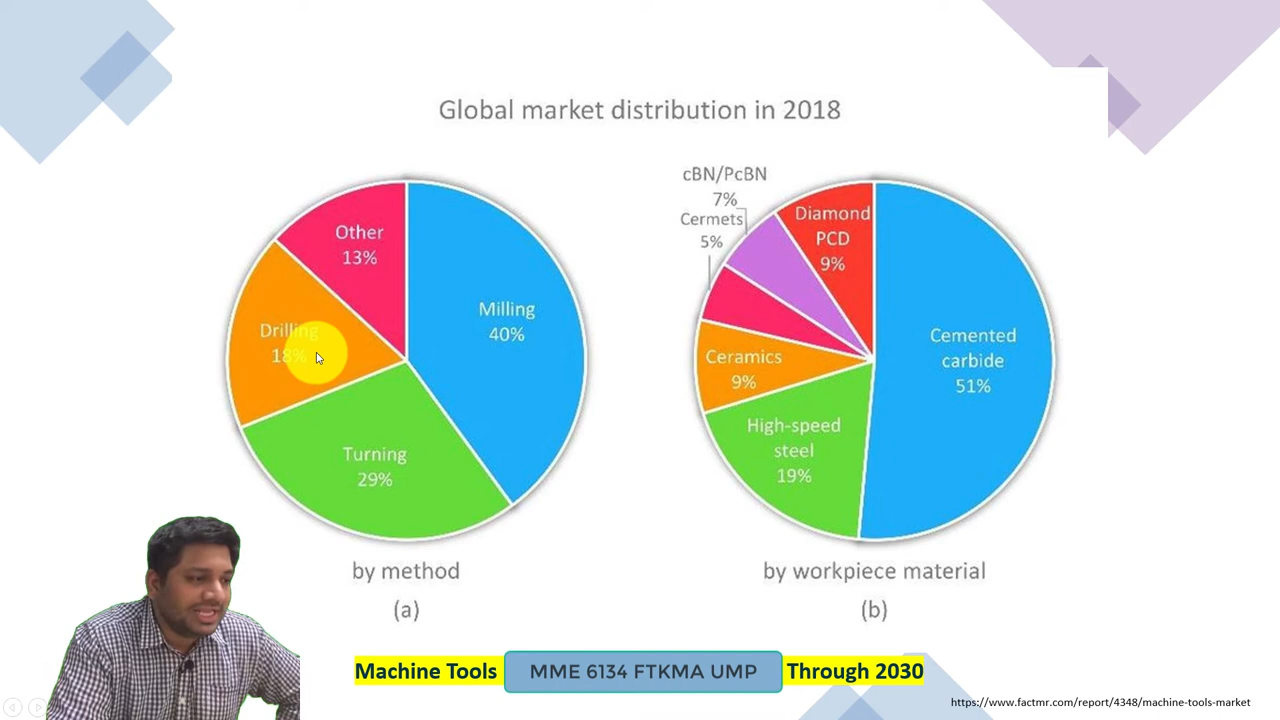 Global market distribution in 2018
Other
13%
Milling
40%
Drilling
18%
Turning
29%
by method
(a)
cBN/PcBN
7%
Cermets
5%
Diamond
PCD
9%
Cemented
carbide
51%
Ceramics
9%
High-speed
steel
19%
by workpiece material
(b)
Machine Tools MME 6134 FTKMA UMP Through 2030
https://www.factmr.com/report/4348/machine-tools-market